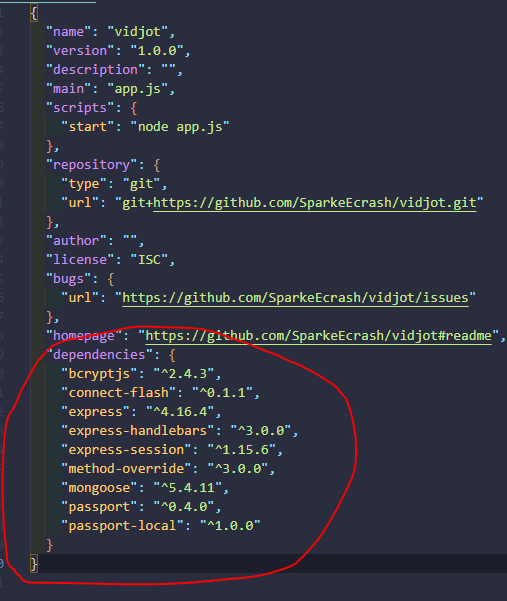 {
"name": "vidjot",
"version": "1.0.0",
"description": "",
"main": "app.js",
"scripts": {
"start": "node app.js"
},
"repository": {
"type": "git",
"url": "git+https://github.com/SparkeEcrash/vidjot.git"
},
"author": "",
"license": "ISC",
"bugs": {
"url": "https://github.com/SparkeEcrash/vidjot/issues"
},
"homepage": "https://github.com/SparkeEcrash/vidjot#readme",
"dependencies": {
"bcryptjs": "^2.4.3",
"connect-flash": "^0.1.1",
"express": "^4.16.4",
"express-handlebars": "^3.0.0",
"express-session": "^1.15.6",
"method-override": "^3.0.0",
"mongoose": "^5.4.11",
"passport": "^0.4.0",
"passport-local": "^1.0.0"
}
}